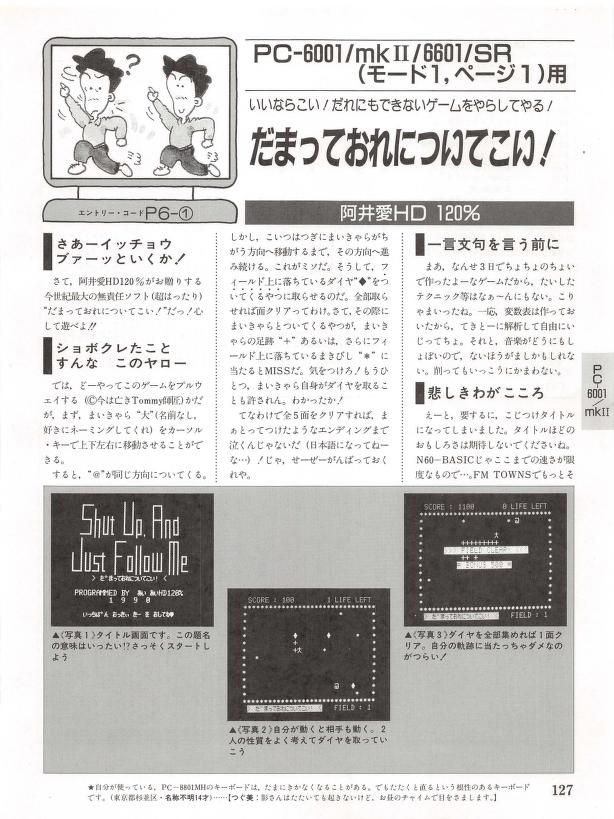 ?
PC-6001/mkⅡ/6601/SR
(モード1,ページ1)用
いいならこい!だれにもできないゲームをやらしてやる!
だまっておれについてこい!
エントリー・コードP6-①
阿井愛HD 120%
さあーイッチョウ
ブァーッといくか!
さて、阿井愛HD120%がお贈りする
今世紀最大の無責任ソフト(超はったり)
"だまっておれについてこい!"だっ!心
して遊べよ!!
ショボクレたこと
すんな このヤロー
では、どーやってこのゲームをプルウ
ェイする(©今は亡きTommy師匠)かだ
が、まず、まいきゃら"大"(名前なし,
好きにネーミングしてくれ)をカーソル
・キーで上下左右に移動させることがで
きる。
すると、"@"が同じ方向についてくる。
しかし、こいつはつぎにまいきゃらがち
がう方向へ移動するまで、その方向へ進
み続ける。これがミソだ。そうして、フ
ィールド上に落ちているダイヤ"◆"をつ
いてくるやつに取らせるのだ。全部取ら
せれば面クリアってわけ。さて、その際に
まいきゃらとついてくるやつが、まいき
ゃらの足跡"+"あるいは、さらにフィ
ールド上に落ちているまきびし"*"に
当たるとMISSだ。気をつけろ!もうひ
とつ、まいきゃら自身がダイヤを取るこ
とも許されん。わかったか!
てなわけで全5面をクリアすれば、ま
ぁとってつけたようなエンディングまで
泣くんじゃないだ(日本語になってねー
な…)!じゃ、せーぜーがんばっておく
れや。
一言文句を言う前に
まあ、なんせ3日でちょちょのちょい
で作ったよーなゲームだから、たいした
テクニック等はなぁ〜んにもない。こり
ゃまいったね。一応、変数表は作ってお
いたから、てきとーに解析して自由にい
じってちょ。それと、音楽がどうにもし
ょぼいので、ないほうがましかもしれな
い。削ってもいっこうにかまわない。
悲しきわがこころ
えーと、要するに、こじつけタイトル
になってしまいました。タイトルほどの
おもしろさは期待しないでくださいね。
N60-BASICじゃここまでの速さが限
度なもので…。FM TOWNSでもっとそ
PC-6001/mkⅡ
Shut Up, And
Just Follow Me
> だまっておれについてこい! <
PROGRAMMED BY あい あいHD120%
1 9 9 0
いっちばん おっきい きー を おしてね♥
▲《写真1》タイトル画面です。この題名
の意味はいったい!?さっそくスタートし
よう
SCORE : 100 1 LIFE LEFT
> だまっておれについてこい! < FIELD : 1
▲《写真2》自分が動くと相手も動く。2
人の性質をよく考えてダイヤを取ってい
こう
SCORE : 1100 0 LIFE LEFT
>>> FIELD CLEAR! <<<
* BONUS 500 *
> だまっておれについてこい! < FIELD : 1
▲《写真3》ダイヤを全部集めれば1面ク
リア。自分の軌跡に当たっちゃダメなの
がつらい!
★自分が使っている、PC-8801MHのキーボードは、たまにきかなくなることがある。でもたたくと直るという根性のあるキーボード
です。(東京都杉並区・名称不明14才)……【つぐ美:影さんはたたいても起きないけど、お昼のチャイムで目をさまします。】
127